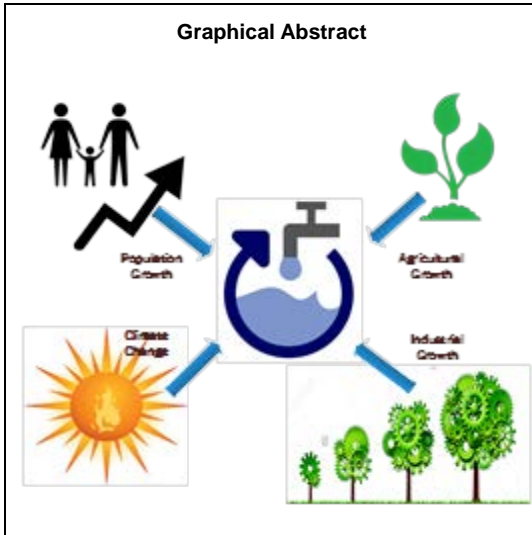 Graphical Abstract
Population
Growth
Agricultural
Growth
Climate
Change
Industrial
Growth